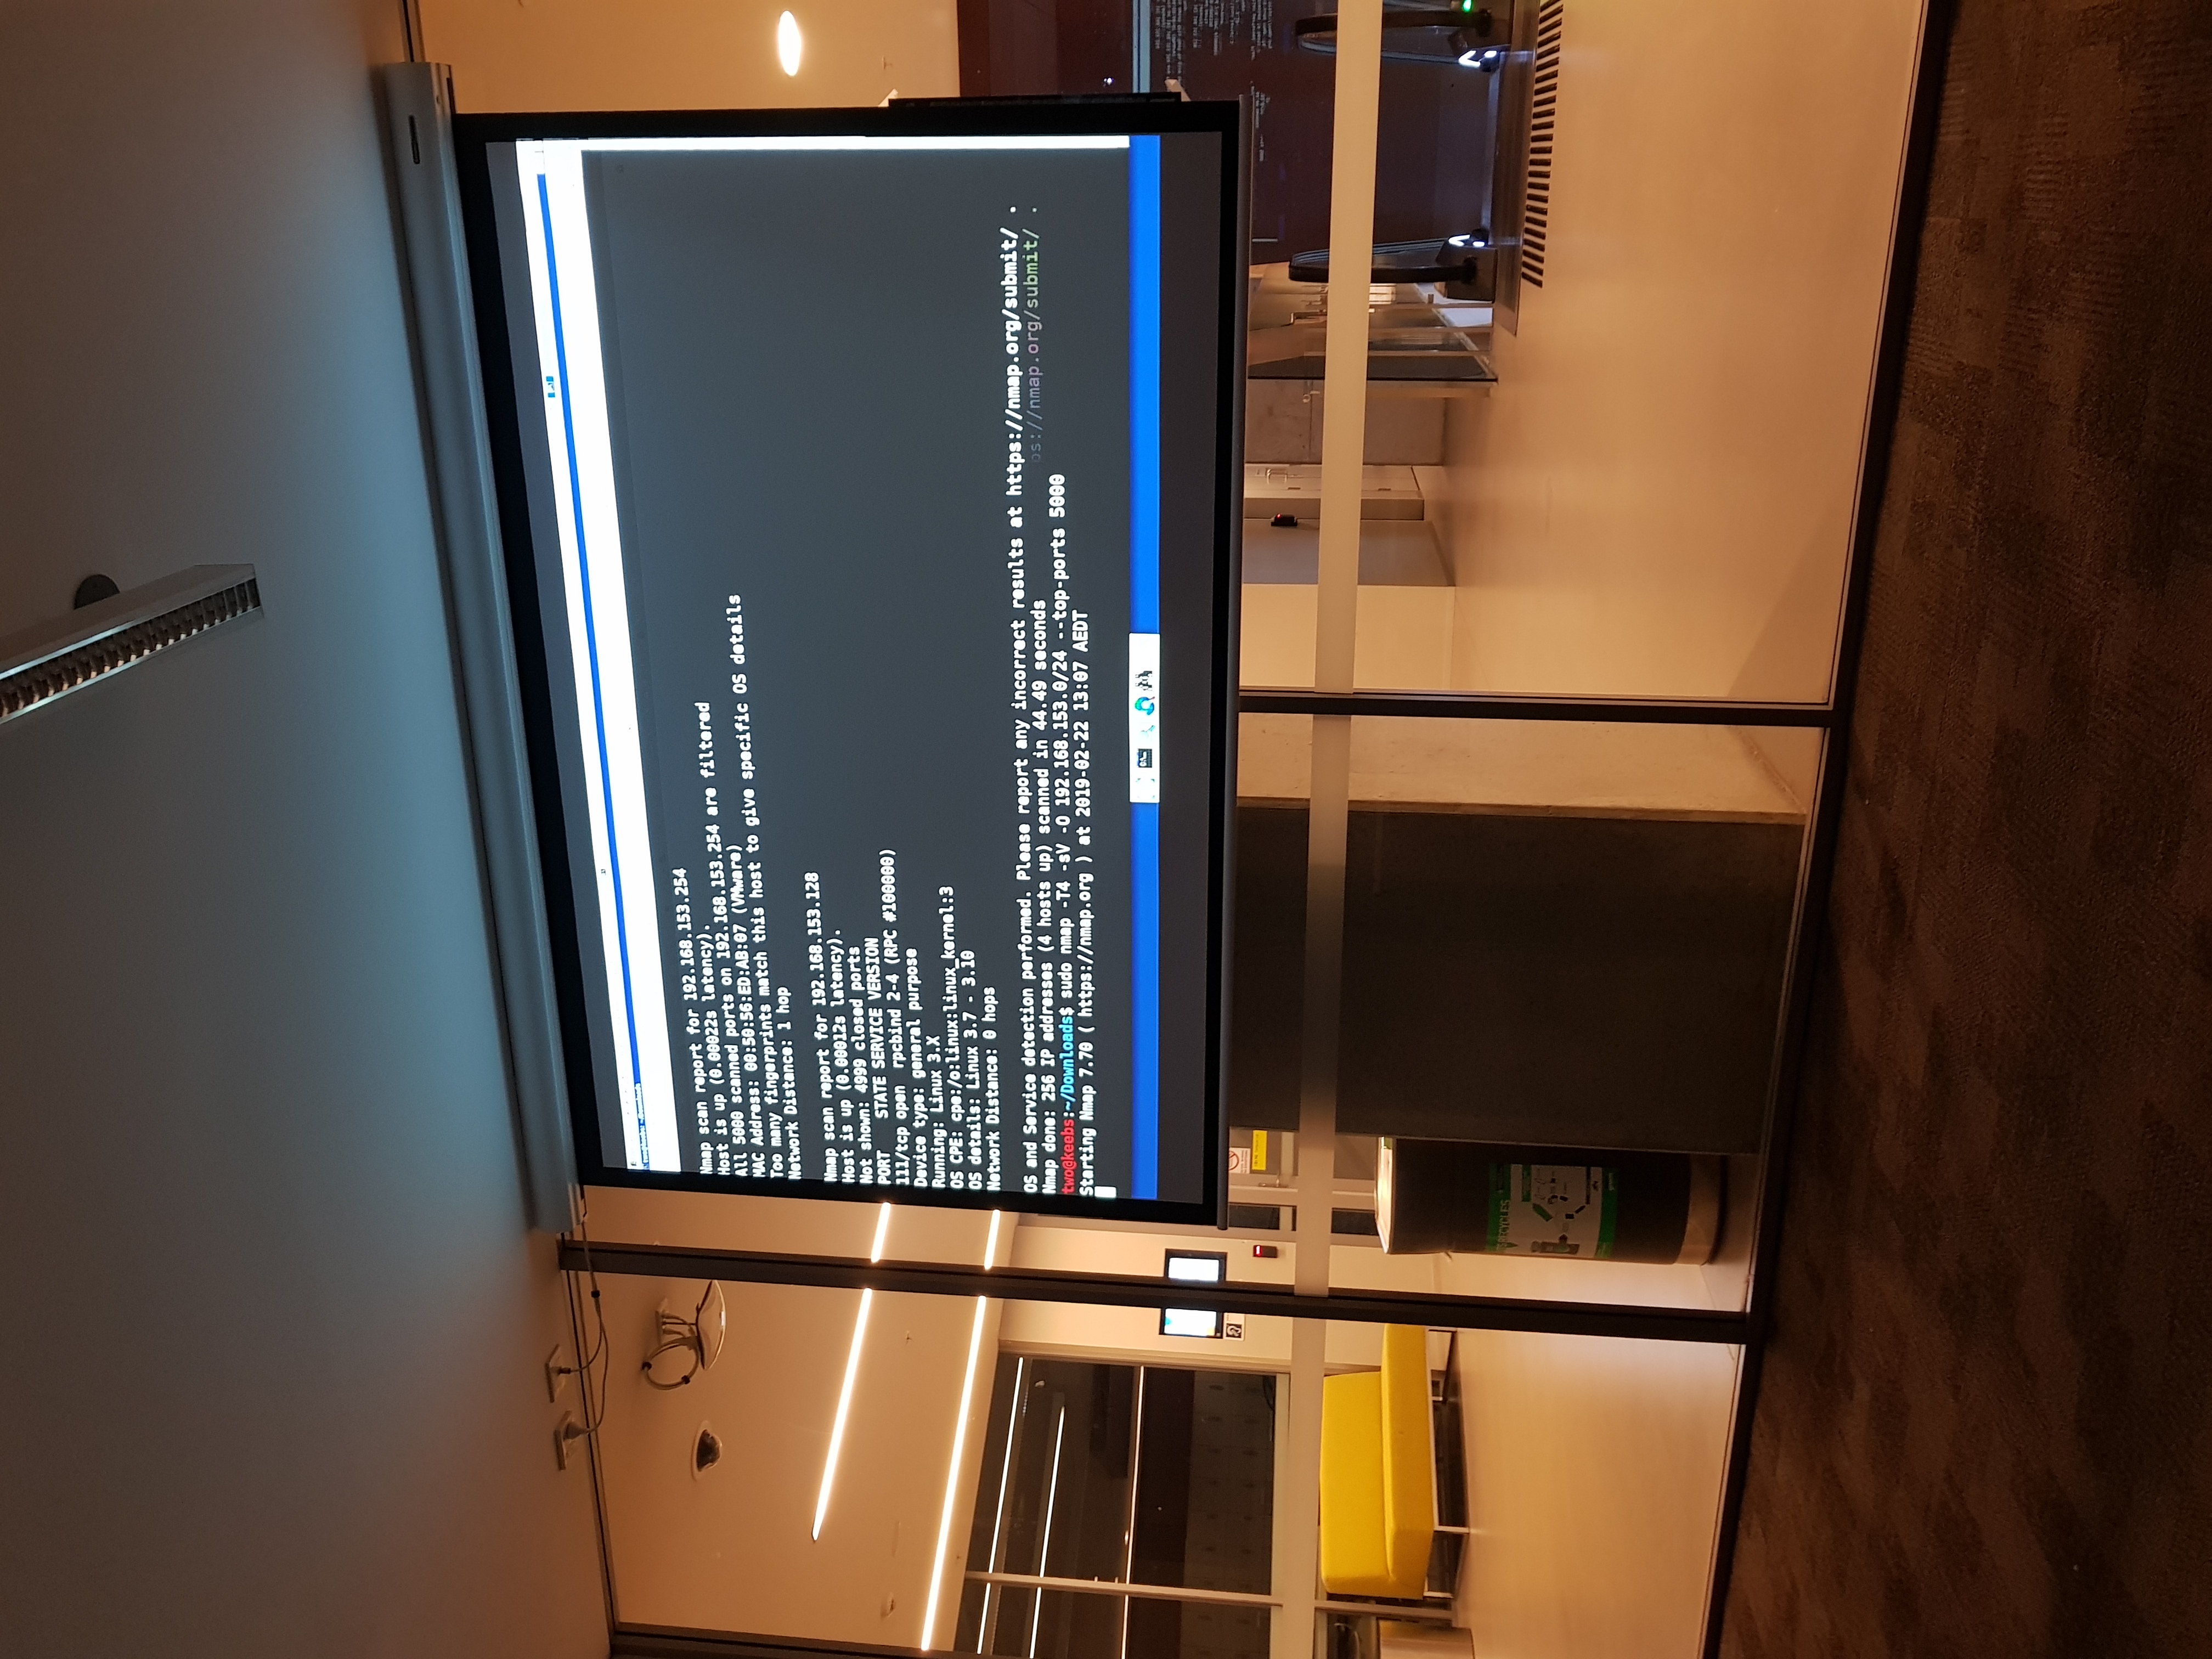 two@keebs: ~/Downloads
Nmap scan report for 192.168.153.254
Host is up (0.00022s latency).
All 5000 scanned ports on 192.168.153.254 are filtered
MAC Address: 00:50:56:ED:AB:07 (VMware)
Too many fingerprints match this host to give specific OS details
Network Distance: 1 hop
Nmap scan report for 192.168.153.128
Host is up (0.00012s latency).
Not shown: 4999 closed ports
PORT    STATE SERVICE VERSION
111/tcp open  rpcbind 2-4 (RPC #100000)
Device type: general purpose
Running: Linux 3.X
OS CPE: cpe:/o:linux:linux_kernel:3
OS details: Linux 3.7 - 3.10
Network Distance: 0 hops
OS and Service detection performed. Please report any incorrect results at https://nmap.org/submit/ .
ps://nmap.org/submit/ .
Nmap done: 256 IP addresses (4 hosts up) scanned in 44.49 seconds
two@keebs:~/Downloads$ sudo nmap -T4 -sV -O 192.168.153.0/24 --top-ports 5000
Starting Nmap 7.70 ( https://nmap.org ) at 2019-02-22 13:07 AEDT
RECYCLES